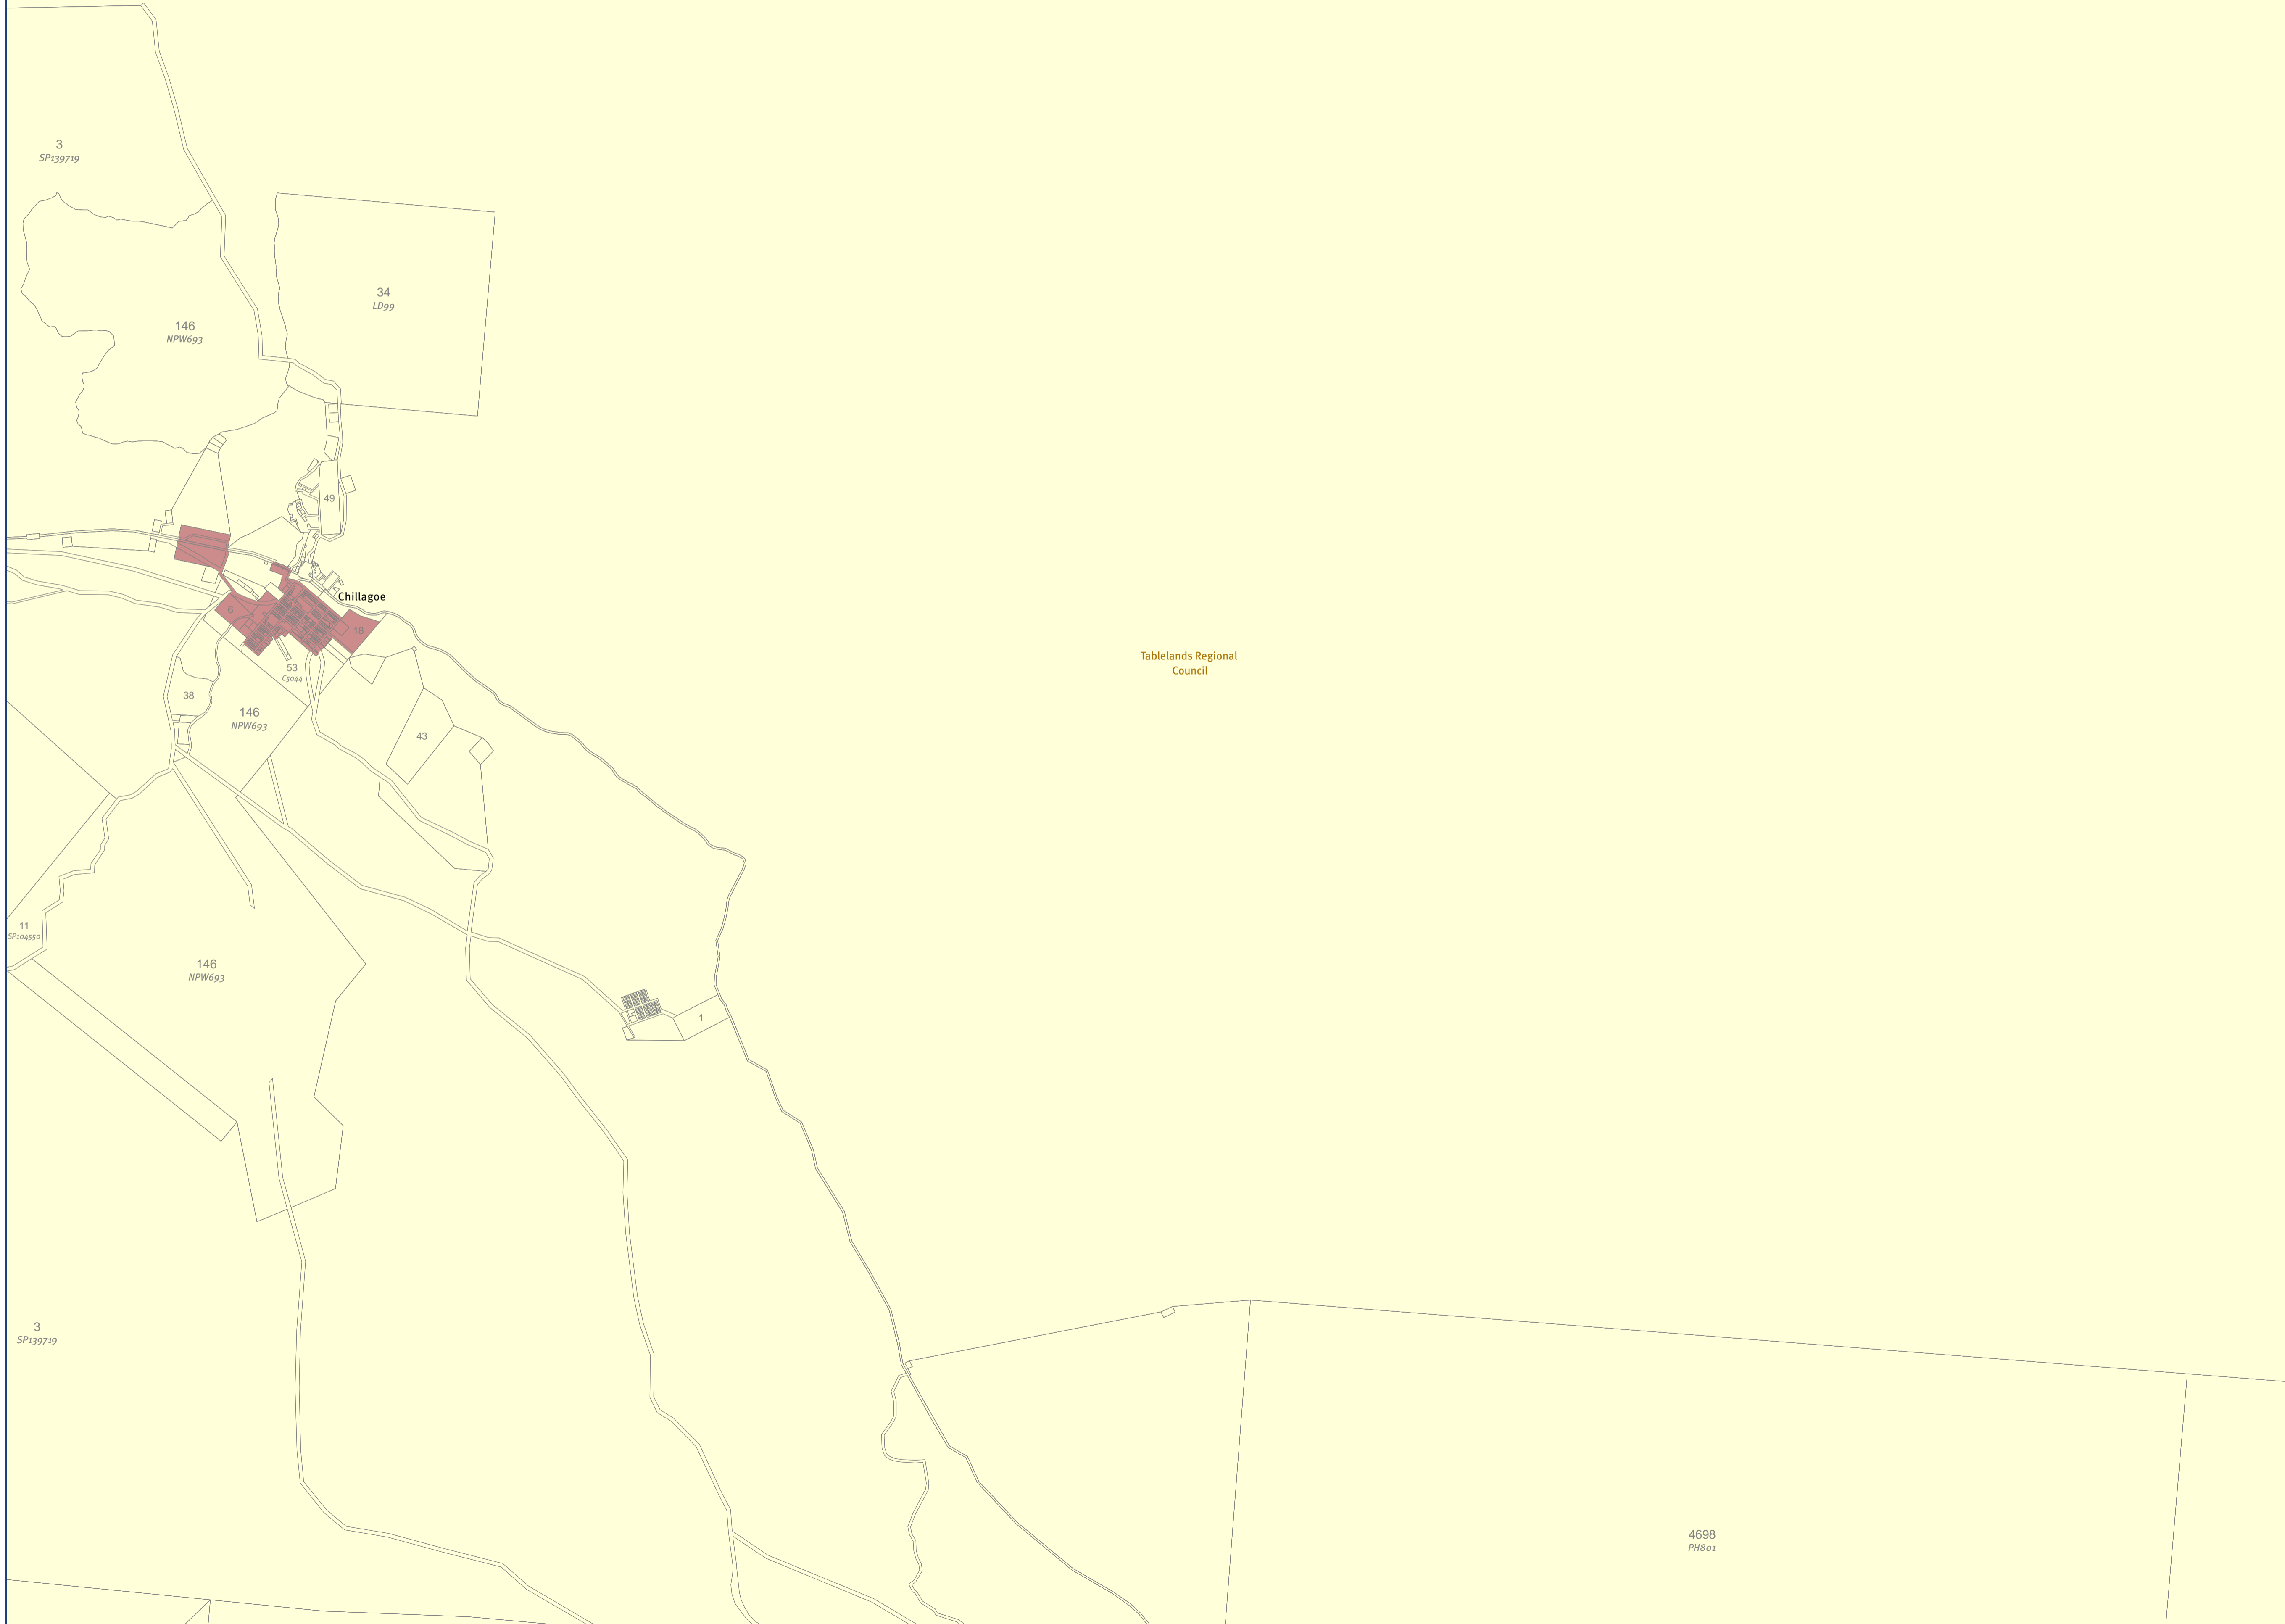 3
SP139719
34
LD99
146
NPW693
49
Chillagoe
6
18
Tablelands Regional
Council
53
C5044
38
146
NPW693
43
11
SP104550
146
NPW693
1
3
SP139719
4698
PH801